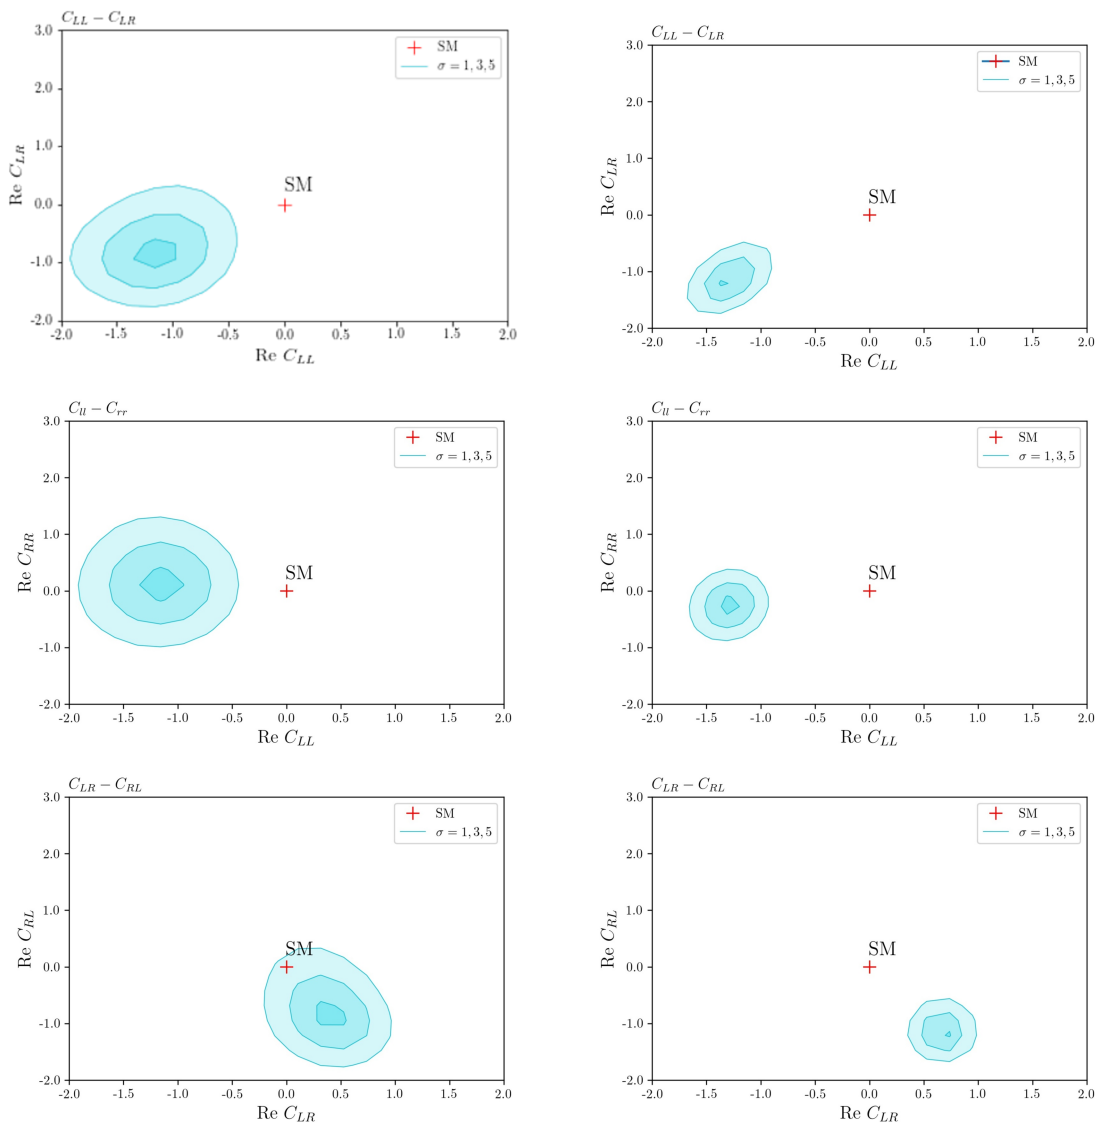 C_{LL} − C_{LR}
SM
σ = 1, 3, 5
3.0
2.0
1.0
0.0
-1.0
-2.0
Re C_{LR}
SM
-2.0 -1.5 -1.0 -0.5 0.0 0.5 1.0 1.5 2.0
Re C_{LL}
C_{LL} − C_{LR}
SM
σ = 1, 3, 5
3.0
2.0
1.0
0.0
-1.0
-2.0
Re C_{LR}
SM
-2.0 -1.5 -1.0 -0.5 0.0 0.5 1.0 1.5 2.0
Re C_{LL}
C_{ll} − C_{rr}
SM
σ = 1, 3, 5
3.0
2.0
1.0
0.0
-1.0
-2.0
Re C_{RR}
SM
-2.0 -1.5 -1.0 -0.5 0.0 0.5 1.0 1.5 2.0
Re C_{LL}
C_{ll} − C_{rr}
SM
σ = 1, 3, 5
3.0
2.0
1.0
0.0
-1.0
-2.0
Re C_{RR}
SM
-2.0 -1.5 -1.0 -0.5 0.0 0.5 1.0 1.5 2.0
Re C_{LL}
C_{LR} − C_{RL}
SM
σ = 1, 3, 5
3.0
2.0
1.0
0.0
-1.0
-2.0
Re C_{RL}
SM
-2.0 -1.5 -1.0 -0.5 0.0 0.5 1.0 1.5 2.0
Re C_{LR}
C_{LR} − C_{RL}
SM
σ = 1, 3, 5
3.0
2.0
1.0
0.0
-1.0
-2.0
Re C_{RL}
SM
-2.0 -1.5 -1.0 -0.5 0.0 0.5 1.0 1.5 2.0
Re C_{LR}